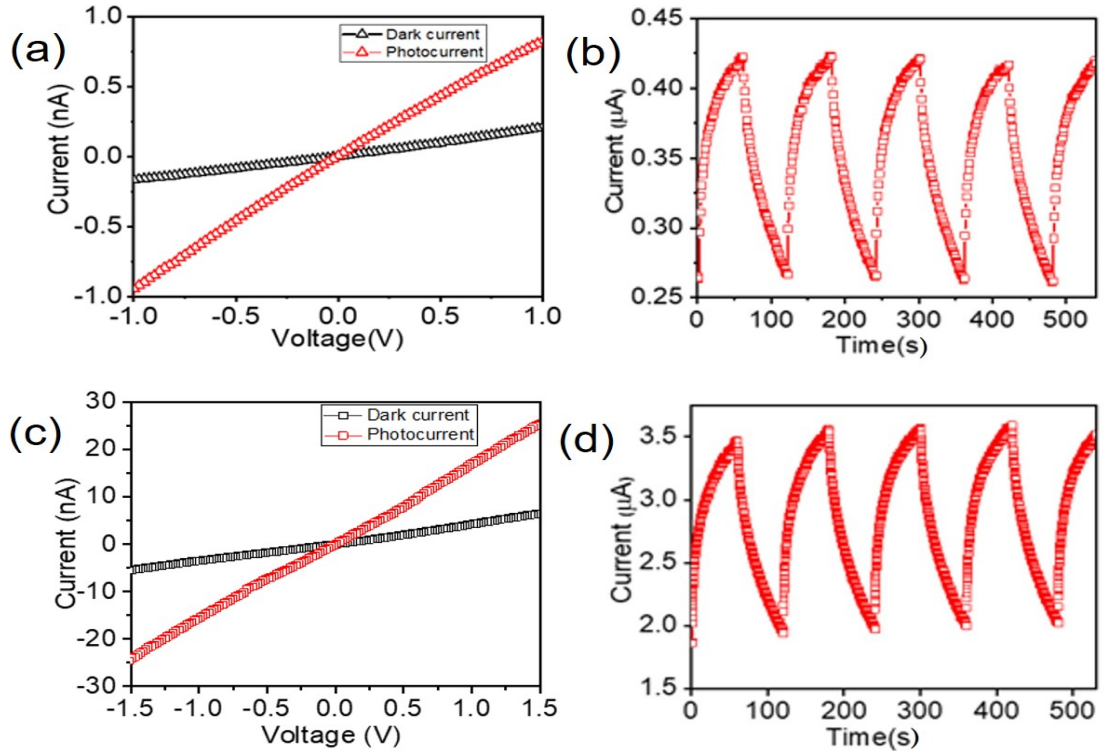 (a)
Current (nA)
1.0
0.5
0.0
-0.5
-1.0
Dark current
Photocurrent
-1.0 -0.5 0.0 0.5 1.0
Voltage(V)
(b)
Current (μA)
0.45
0.40
0.35
0.30
0.25
0 100 200 300 400 500
Time(s)
(c)
Current (nA)
30
20
10
0
-10
-20
-30
Dark current
Photocurrent
-1.5 -1.0 -0.5 0.0 0.5 1.0 1.5
Voltage (V)
(d)
Current (μA)
3.5
3.0
2.5
2.0
1.5
0 100 200 300 400 500
Time(s)